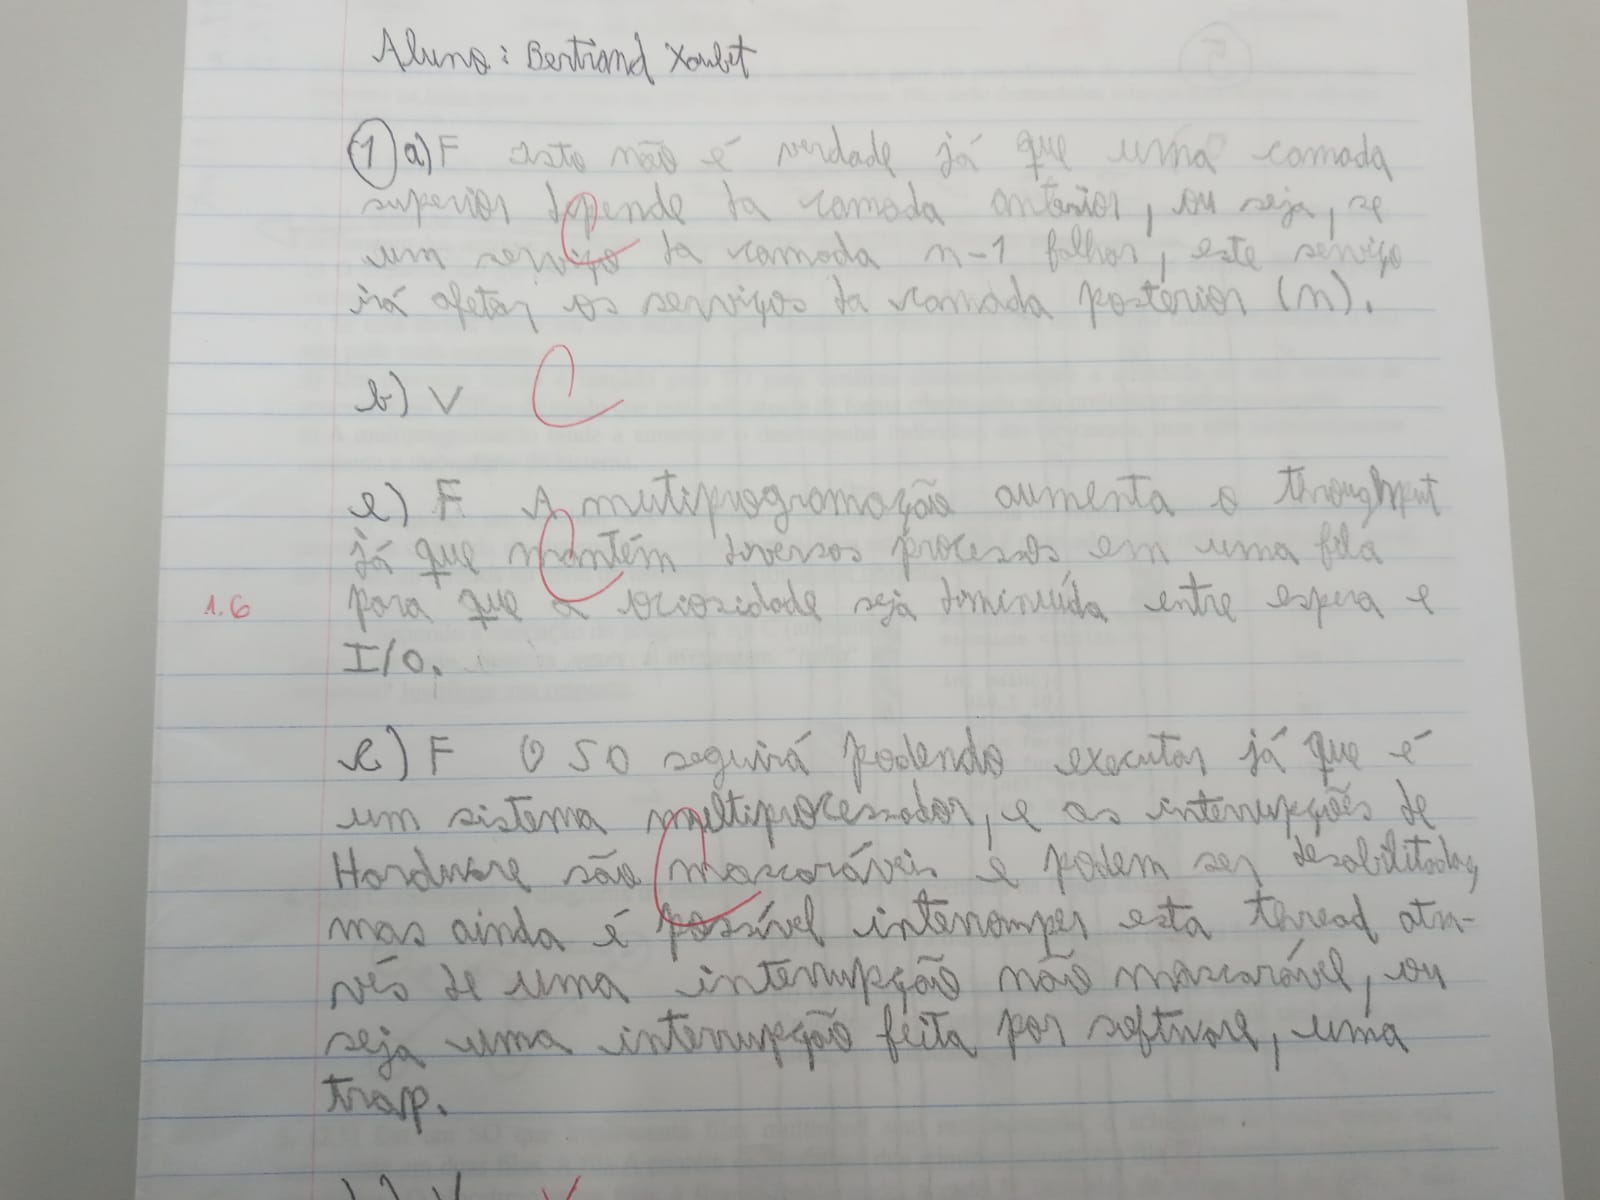 Aluno: Bertrand Xoubet
① a) F isto não é verdade já que uma camada
superior depende da camada anterior, ou seja, se
um serviço da camada n-1 falhar, este serviço
irá afetar os serviços da camada posterior (n).
b) V C
c) F A multiprogramação aumenta o throughput
já que mantém diversos processos em uma fila
1.6 para que a ociosidade seja diminuída entre espera e
I/O.
e) F O SO seguirá podendo executar já que é
um sistema multiprocessador, e as interrupções de
Hardware são mascaráveis e podem ser desabilitadas,
mas ainda é possível interromper esta thread atra-
vés de uma interrupção não mascarável, ou
seja uma interrupção feita por software, uma
trap.